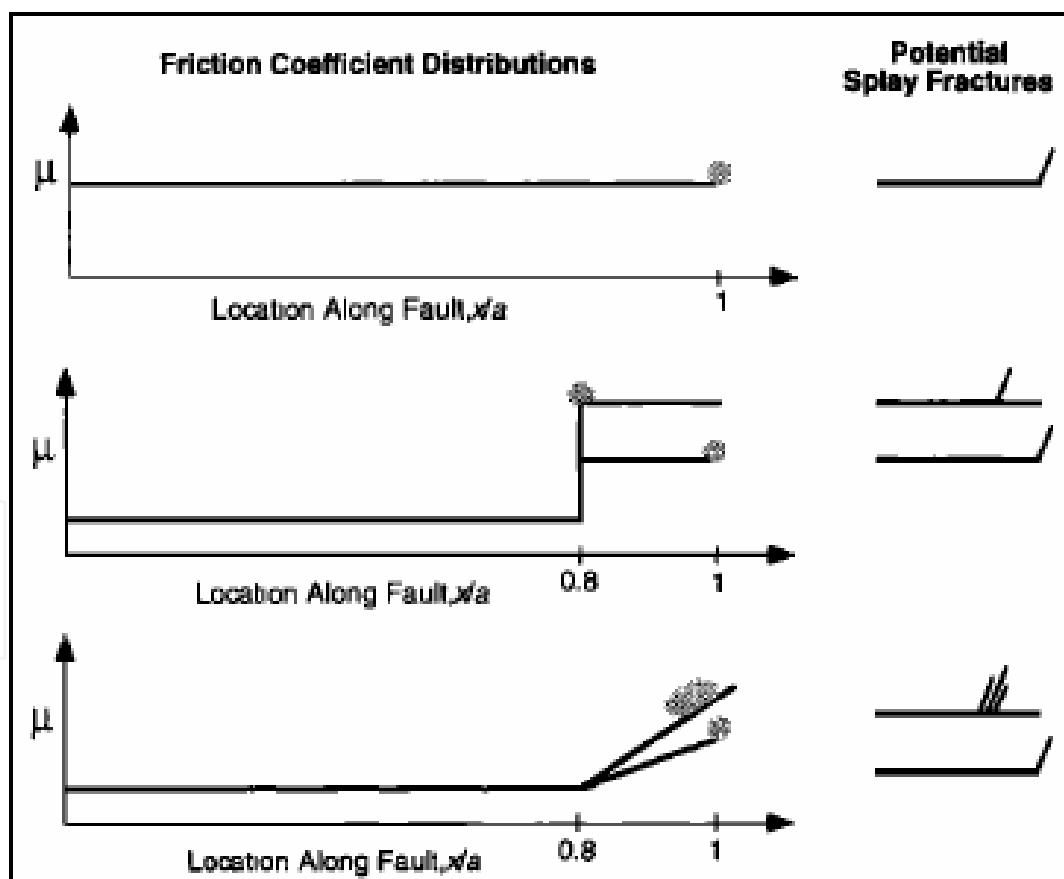 Friction Coefficient Distributions
Potential
Splay Fractures
μ
1
Location Along Fault,x/a
μ
0.8
1
Location Along Fault,x/a
μ
0.8
1
Location Along Fault,x/a